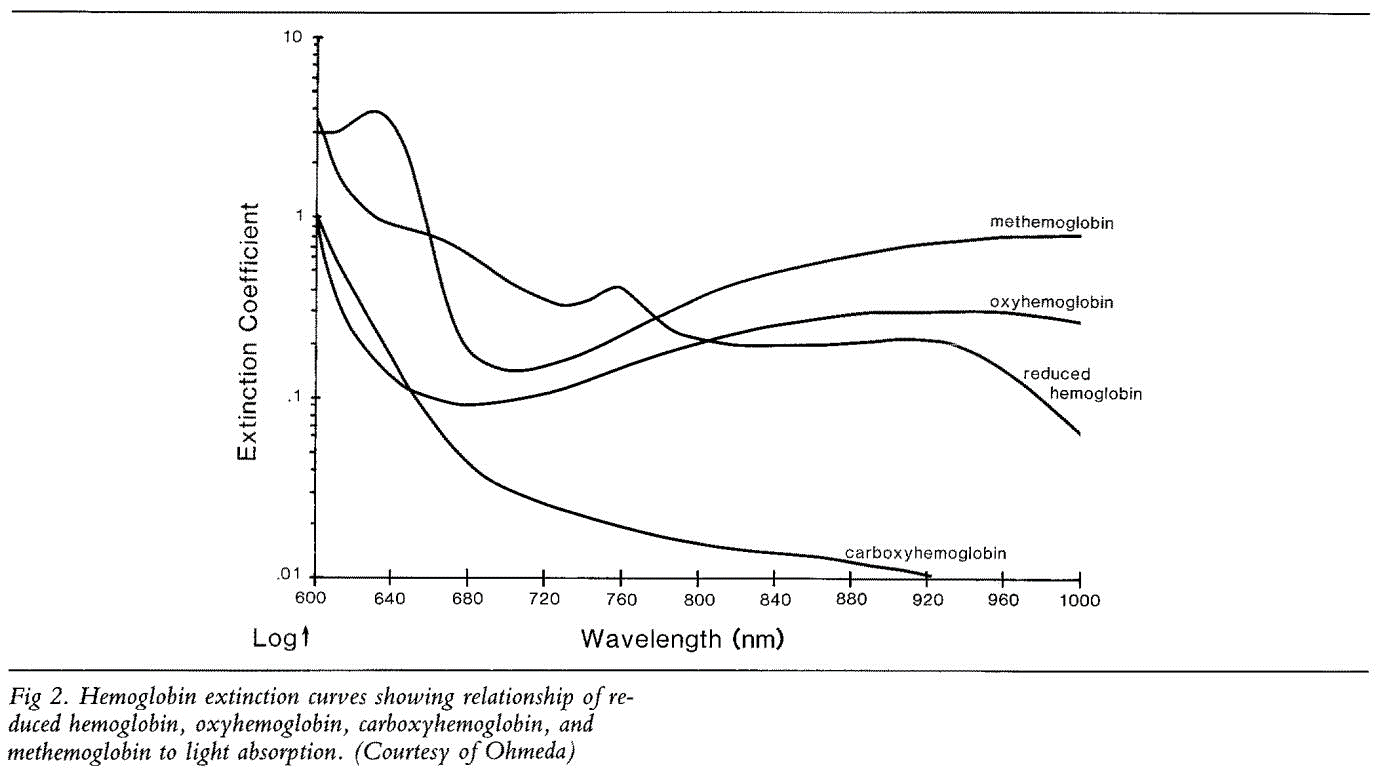 10
1
.1
.01
Extinction Coefficient
methemoglobin
oxyhemoglobin
reduced
hemoglobin
carboxyhemoglobin
600 640 680 720 760 800 840 880 920 960 1000
Log↑
Wavelength (nm)
Fig 2. Hemoglobin extinction curves showing relationship of re-
duced hemoglobin, oxyhemoglobin, carboxyhemoglobin, and
methemoglobin to light absorption. (Courtesy of Ohmeda)